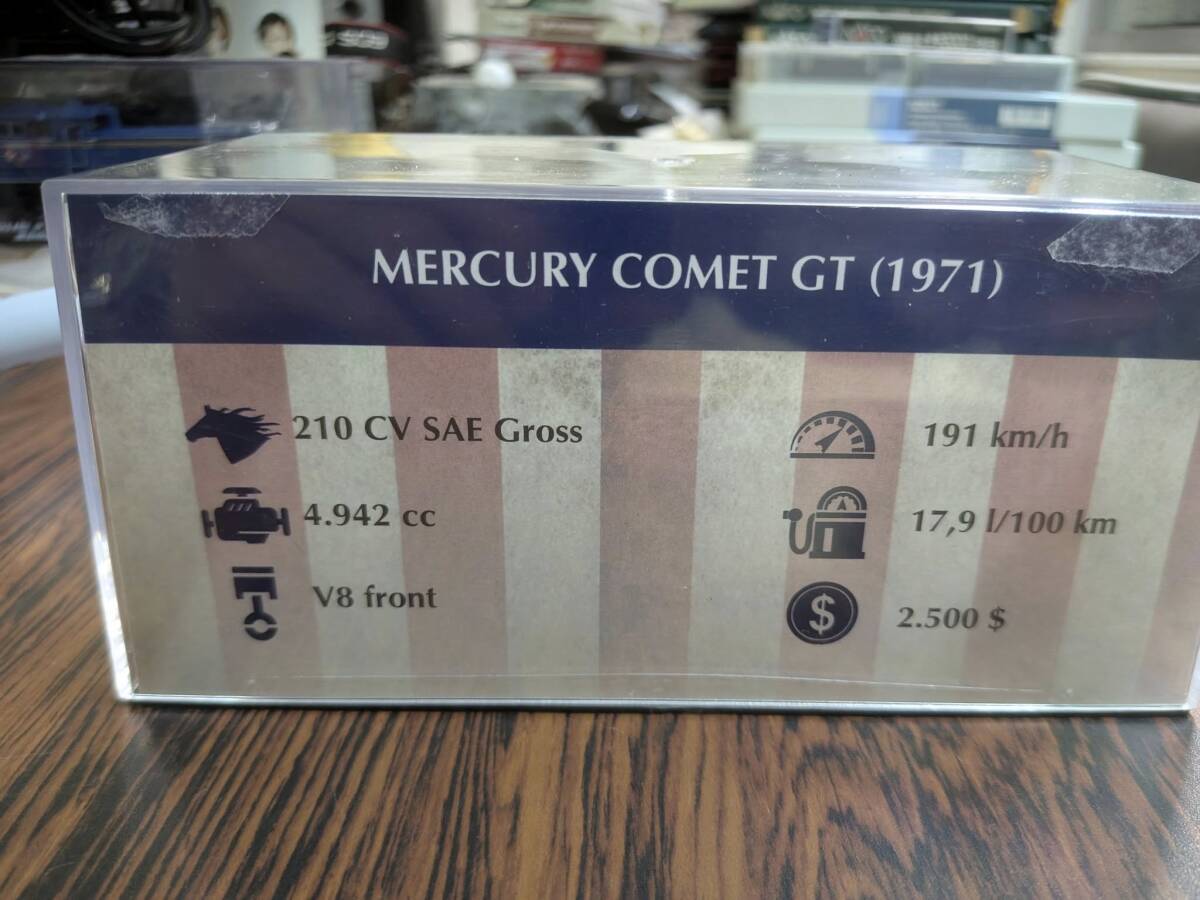 MERCURY COMET GT (1971)
210 CV SAE Gross
4.942 cc
V8 front
191 km/h
17,9 l/100 km
2.500 $